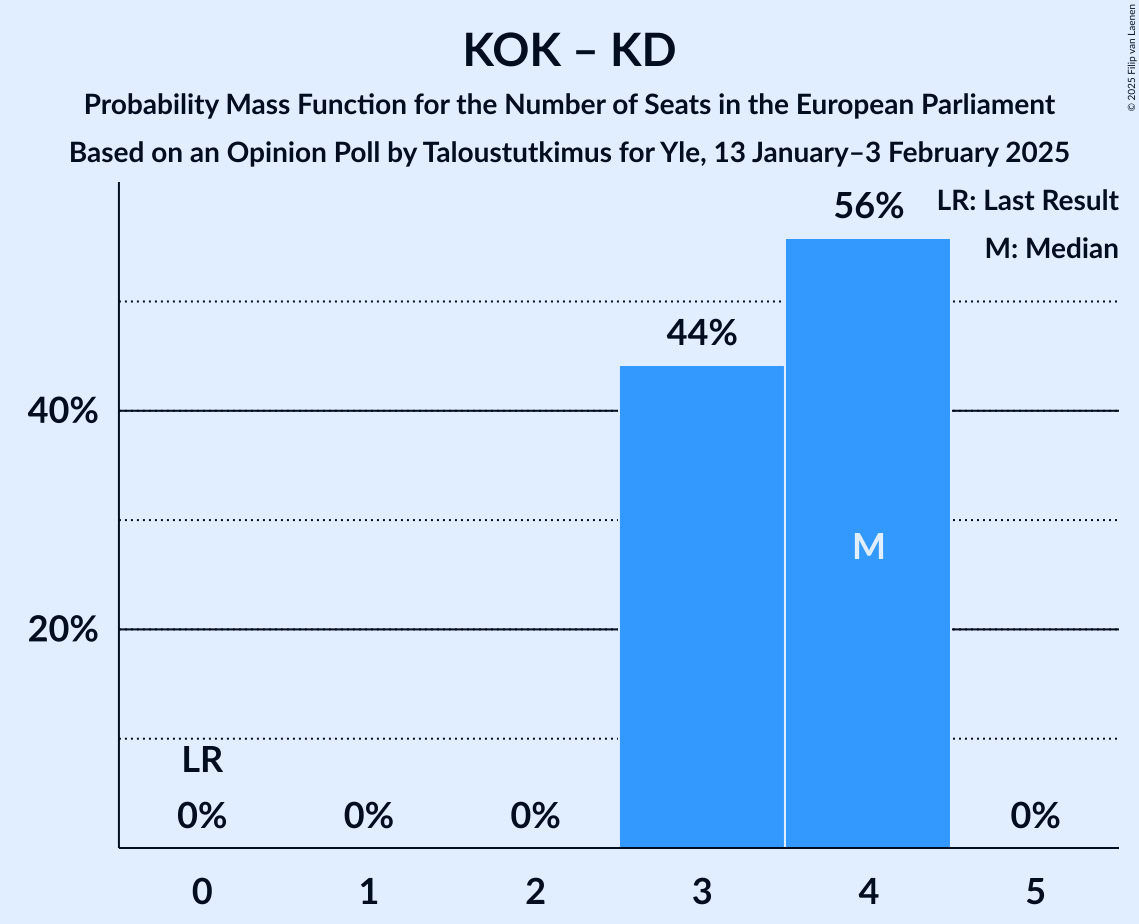 KOK – KD
Probability Mass Function for the Number of Seats in the European Parliament
Based on an Opinion Poll by Taloustutkimus for Yle, 13 January–3 February 2025
© 2025 Filip van Laenen
LR: Last Result
M: Median
56%
44%
40%
M
20%
LR
0% 0% 0% 0%
0 1 2 3 4 5